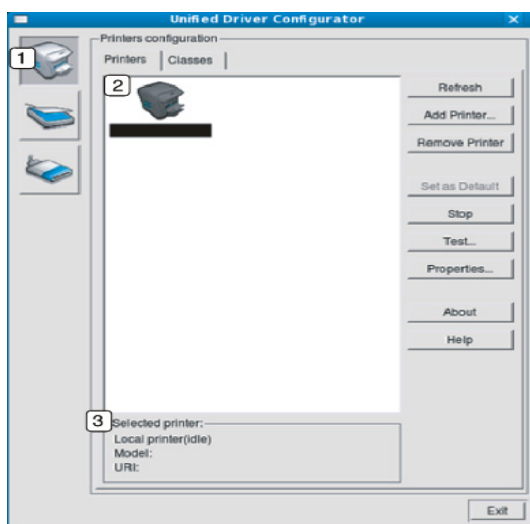 Unified Driver Configurator
Printers configuration
1
Printers Classes
2
Refresh
Add Printer...
Remove Printer
Set as Default
Stop
Test...
Properties...
About
Help
3 Selected printer:
Local printer(idle)
Model:
URI:
Exit